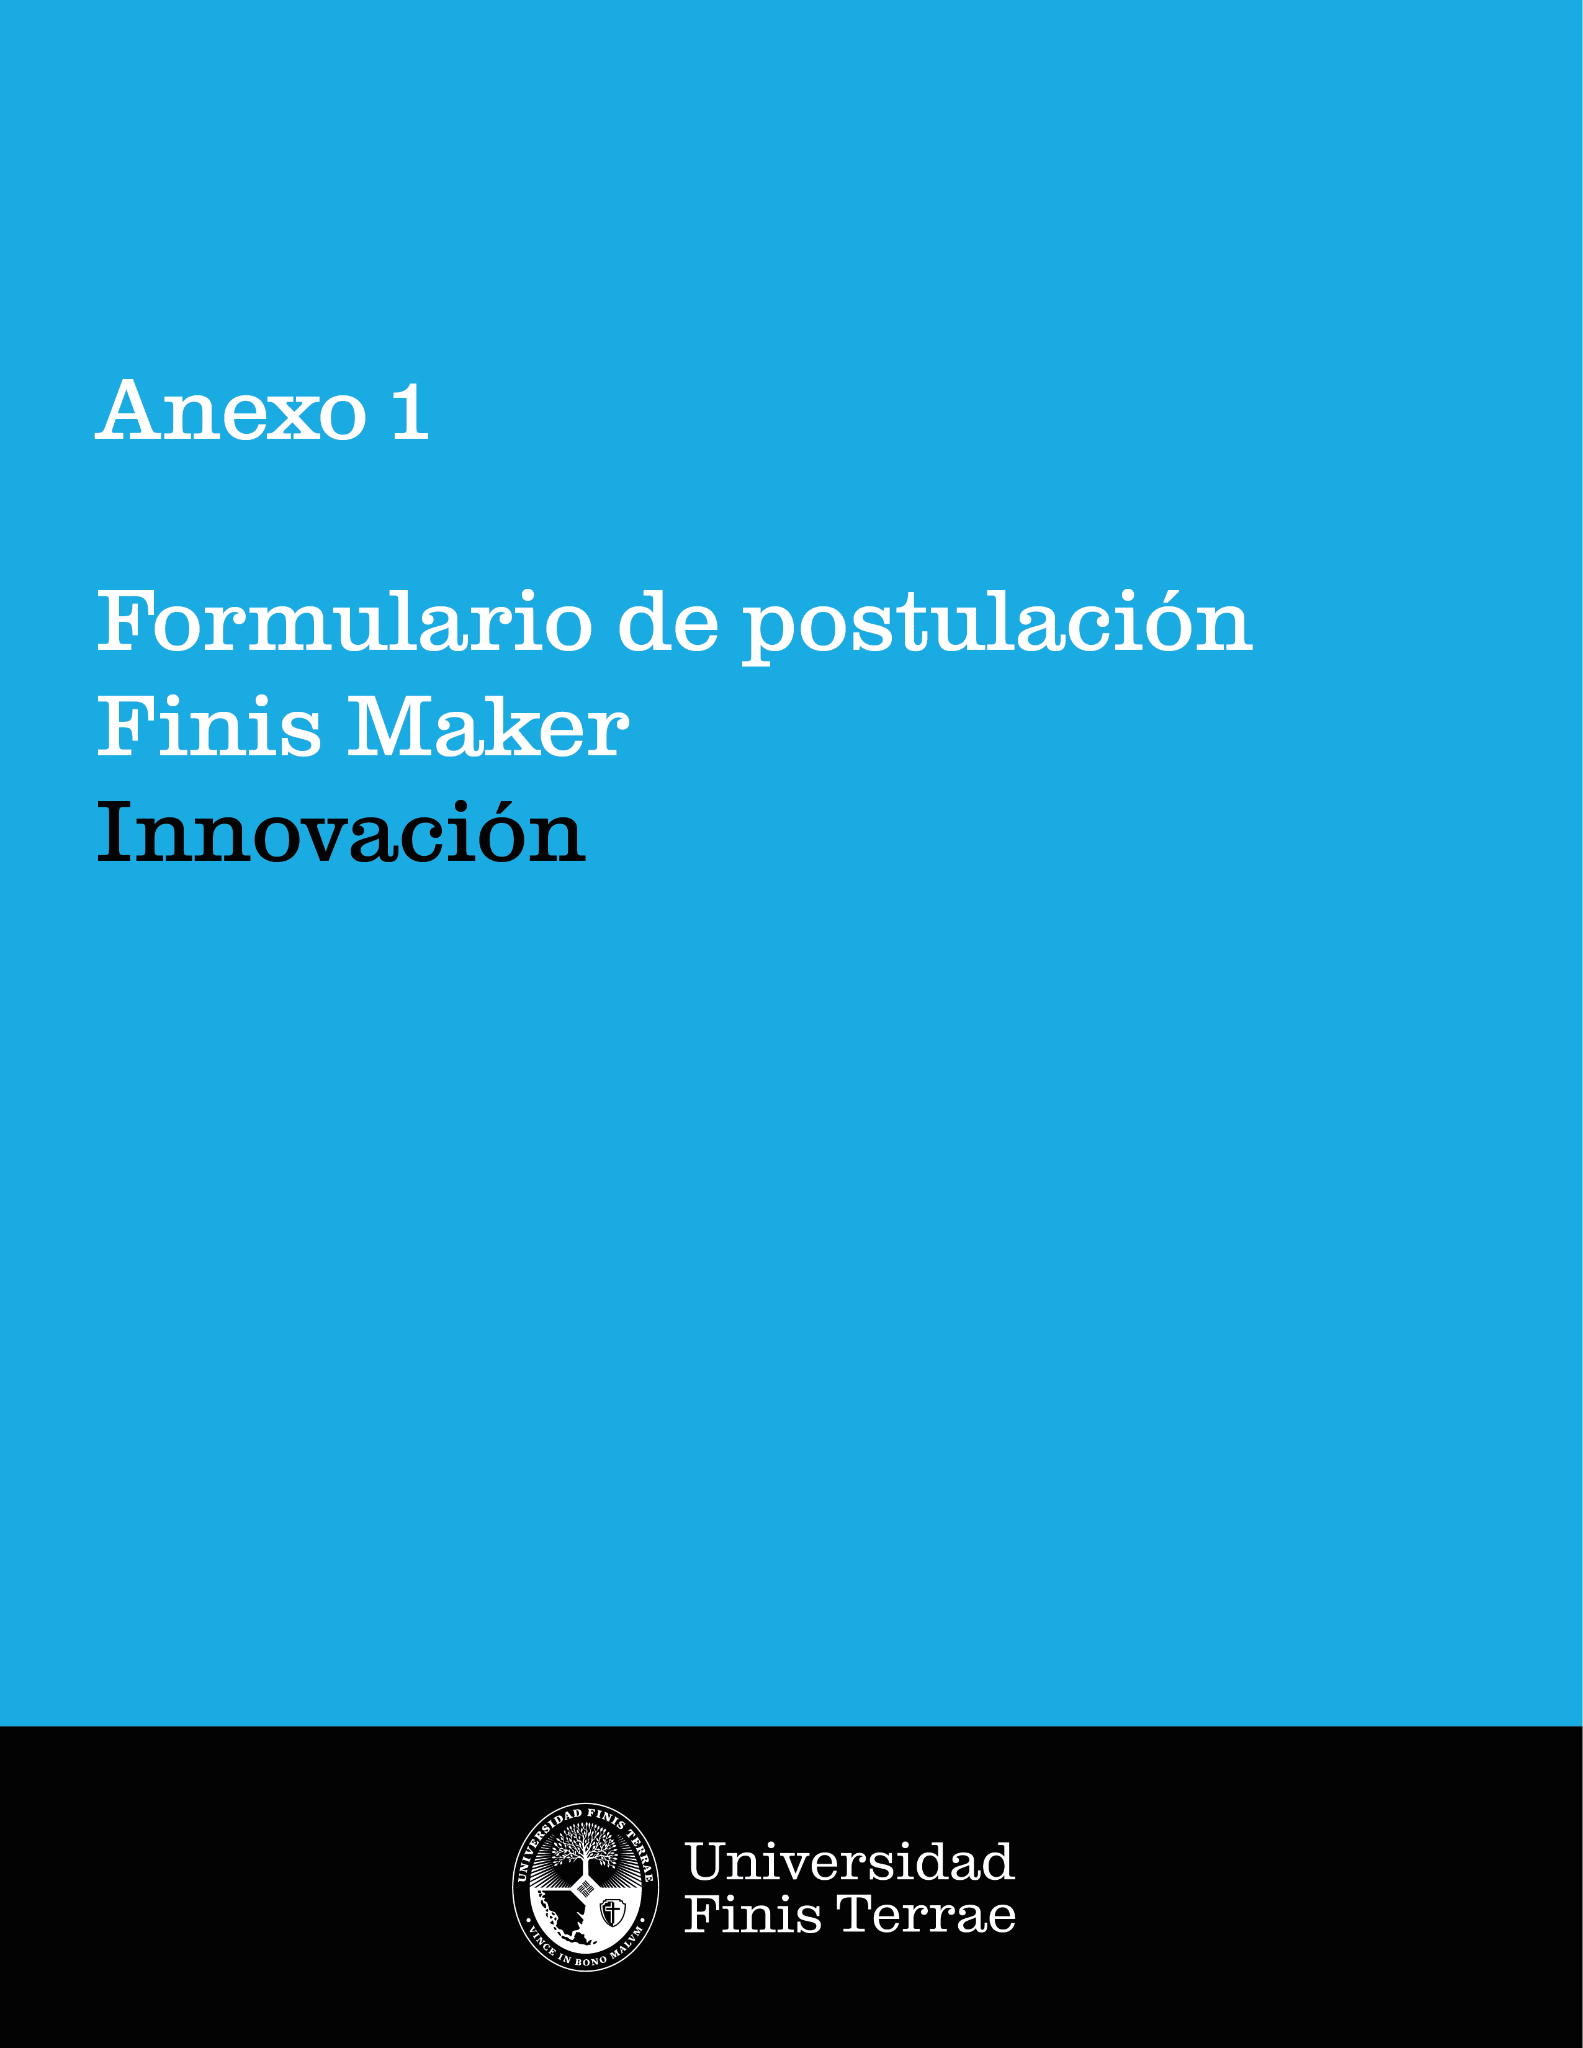 Anexo 1
Formulario de postulación
Finis Maker
Innovación
UNIVERSIDAD FINIS TERRAE
• VINCE IN BONO MALVM •
Universidad
Finis Terrae